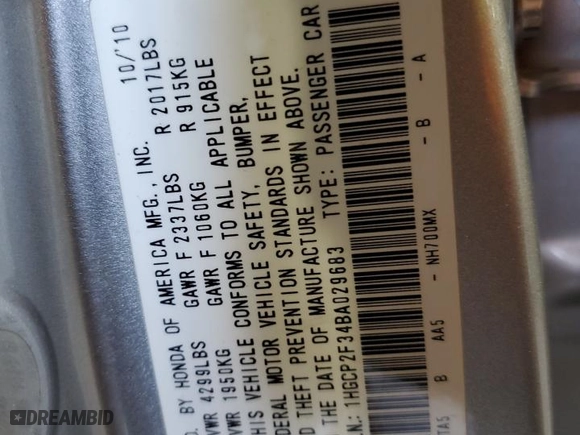 D. BY HONDA OF AMERICA MFG., INC. 10/'10
VWR 4299LBS GAWR F 2337LBS R 2017LBS
VWR 1950KG GAWR F 1060KG R 915KG
THIS VEHICLE CONFORMS TO ALL APPLICABLE
DERAL MOTOR VEHICLE SAFETY, BUMPER,
D THEFT PREVENTION STANDARDS IN EFFECT
THE DATE OF MANUFACTURE SHOWN ABOVE.
N: 1HGCP2F34BA029683 TYPE: PASSENGER CAR
TA5 B AA5 - NH700MX - B - A
DREAMBID